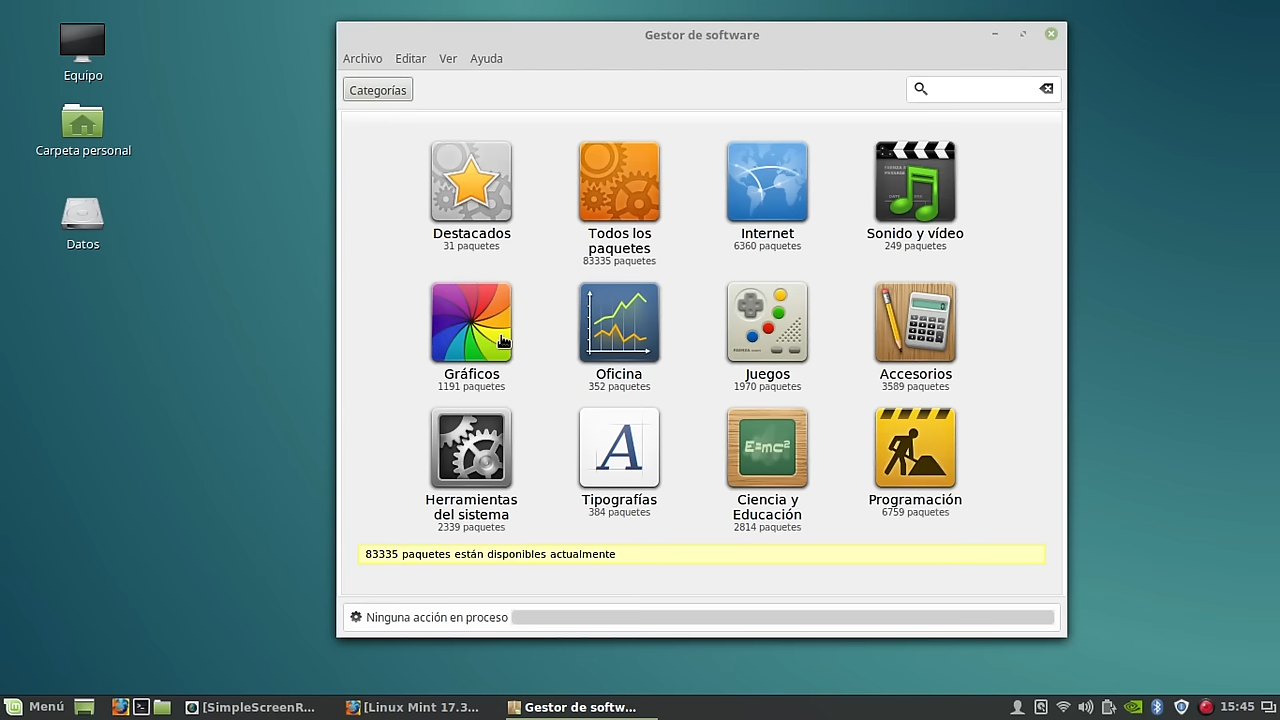 Gestor de software
Equipo
Archivo Editar Ver Ayuda
Categorías
Carpeta personal
Datos
Destacados
31 paquetes
Todos los
paquetes
83335 paquetes
Internet
6360 paquetes
Sonido y vídeo
249 paquetes
Gráficos
1191 paquetes
Oficina
352 paquetes
Juegos
1970 paquetes
Accesorios
3589 paquetes
E=mc²
Herramientas
del sistema
2339 paquetes
A
Tipografías
384 paquetes
Ciencia y
Educación
2814 paquetes
Programación
6759 paquetes
83335 paquetes están disponibles actualmente
Ninguna acción en proceso
Menú [SimpleScreenR... [Linux Mint 17.3... Gestor de softw... 15:45